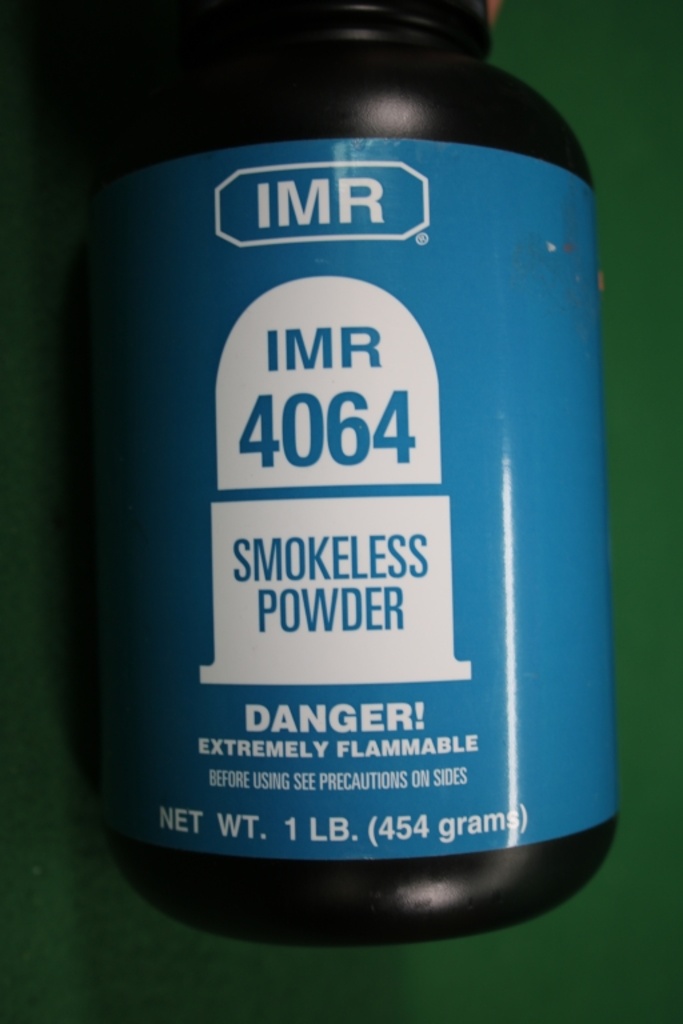 IMR®
IMR
4064
SMOKELESS
POWDER
DANGER!
EXTREMELY FLAMMABLE
BEFORE USING SEE PRECAUTIONS ON SIDES
NET WT. 1 LB. (454 grams)